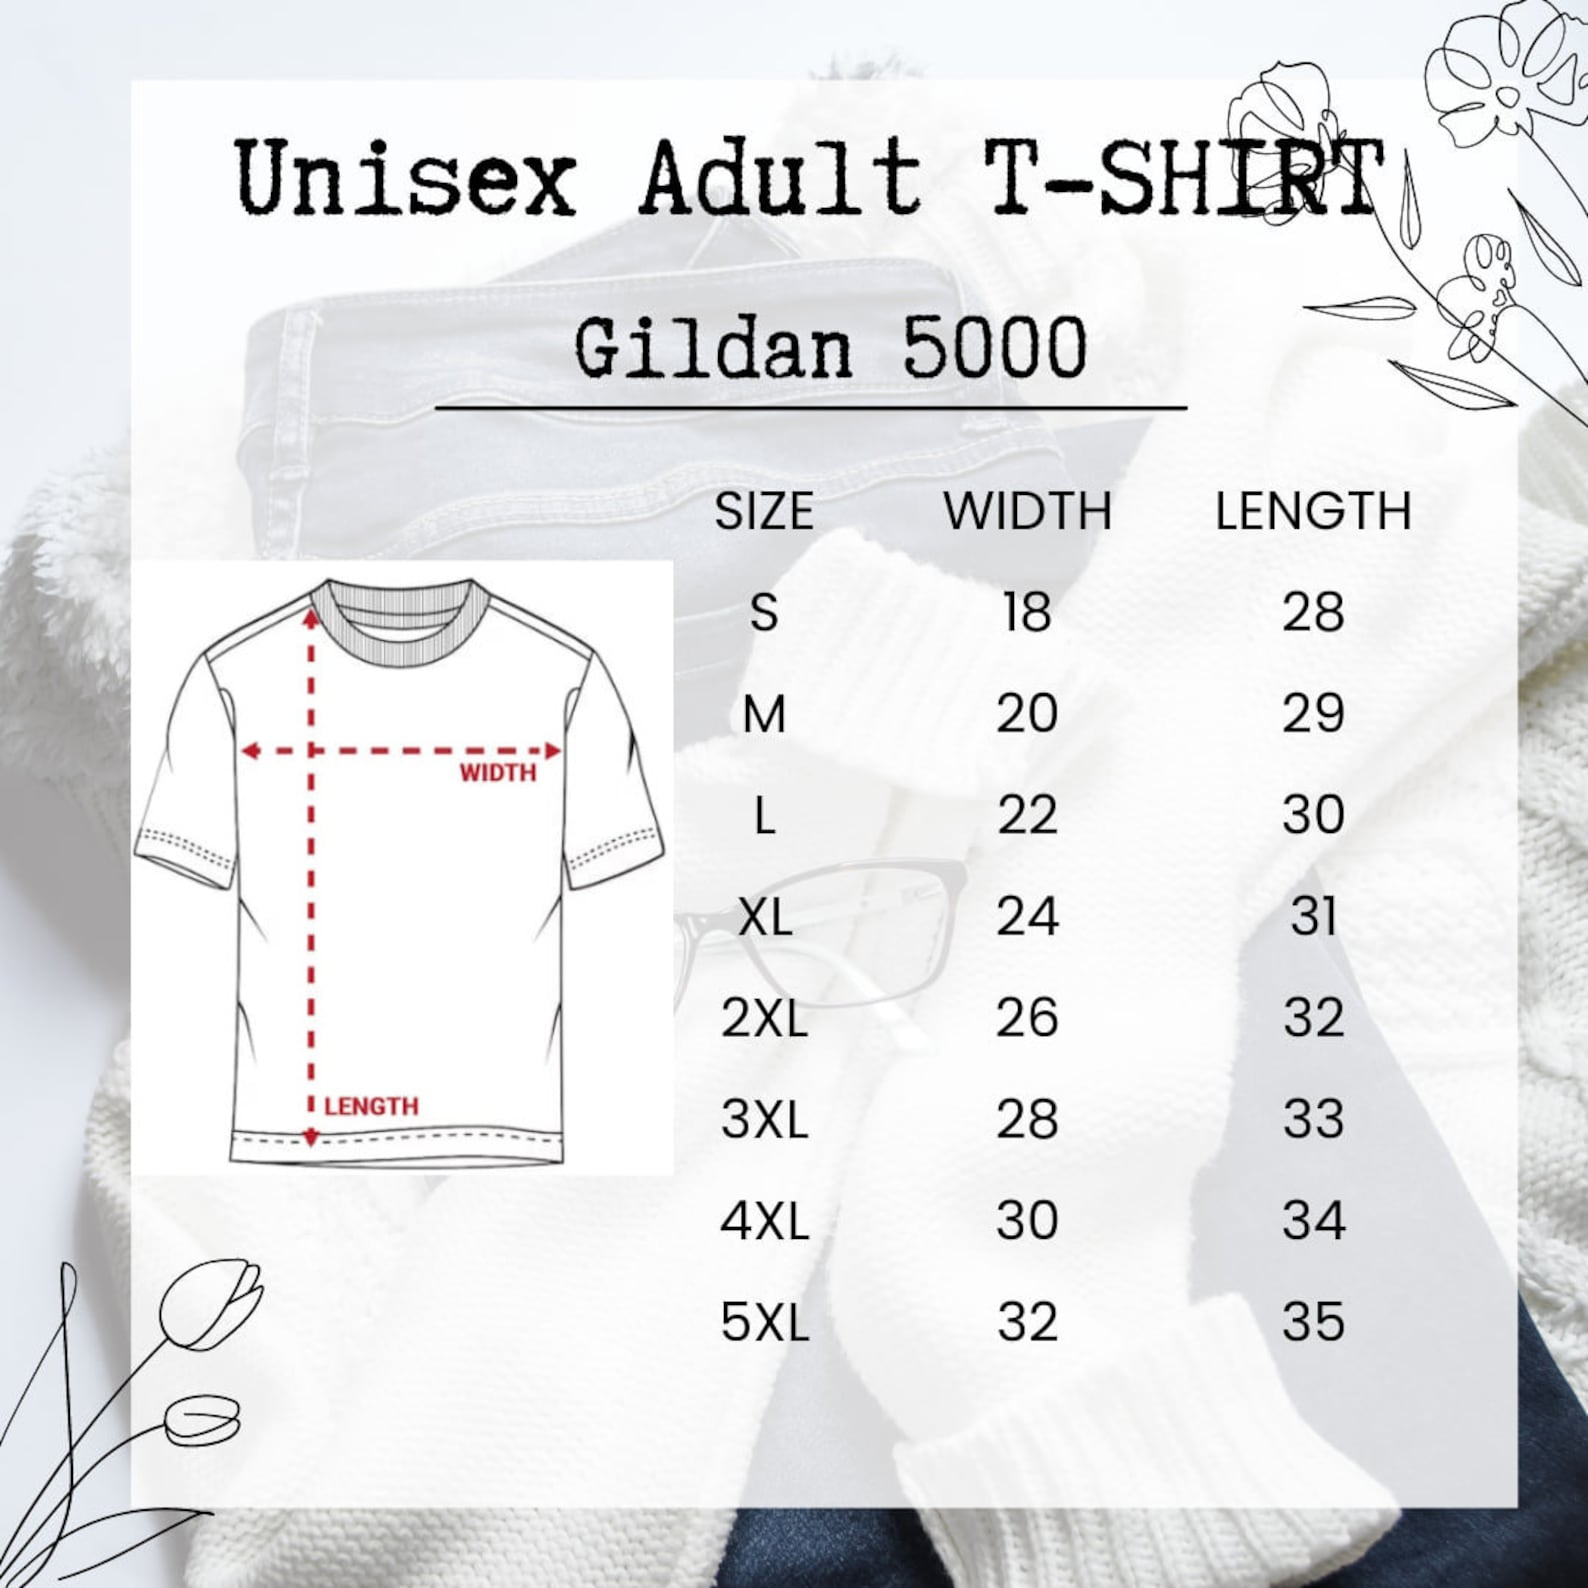 Unisex Adult T-SHIRT
Gildan 5000
SIZE WIDTH LENGTH
S 18 28
M 20 29
L 22 30
XL 24 31
2XL 26 32
3XL 28 33
4XL 30 34
5XL 32 35
WIDTH
LENGTH